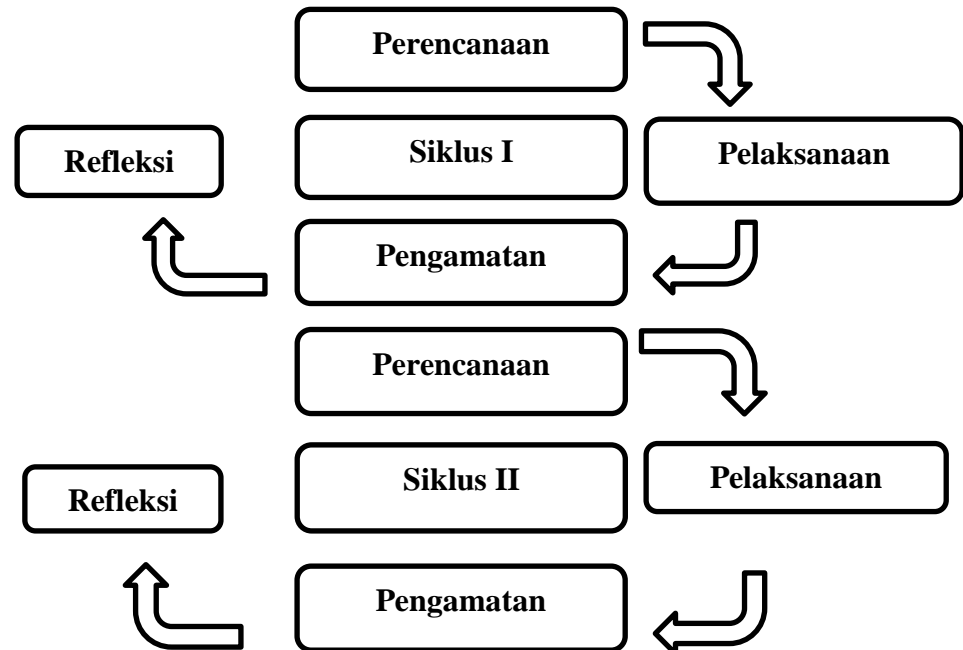 Perencanaan
Refleksi
Siklus I
Pelaksanaan
Pengamatan
Perencanaan
Refleksi
Siklus II
Pelaksanaan
Pengamatan